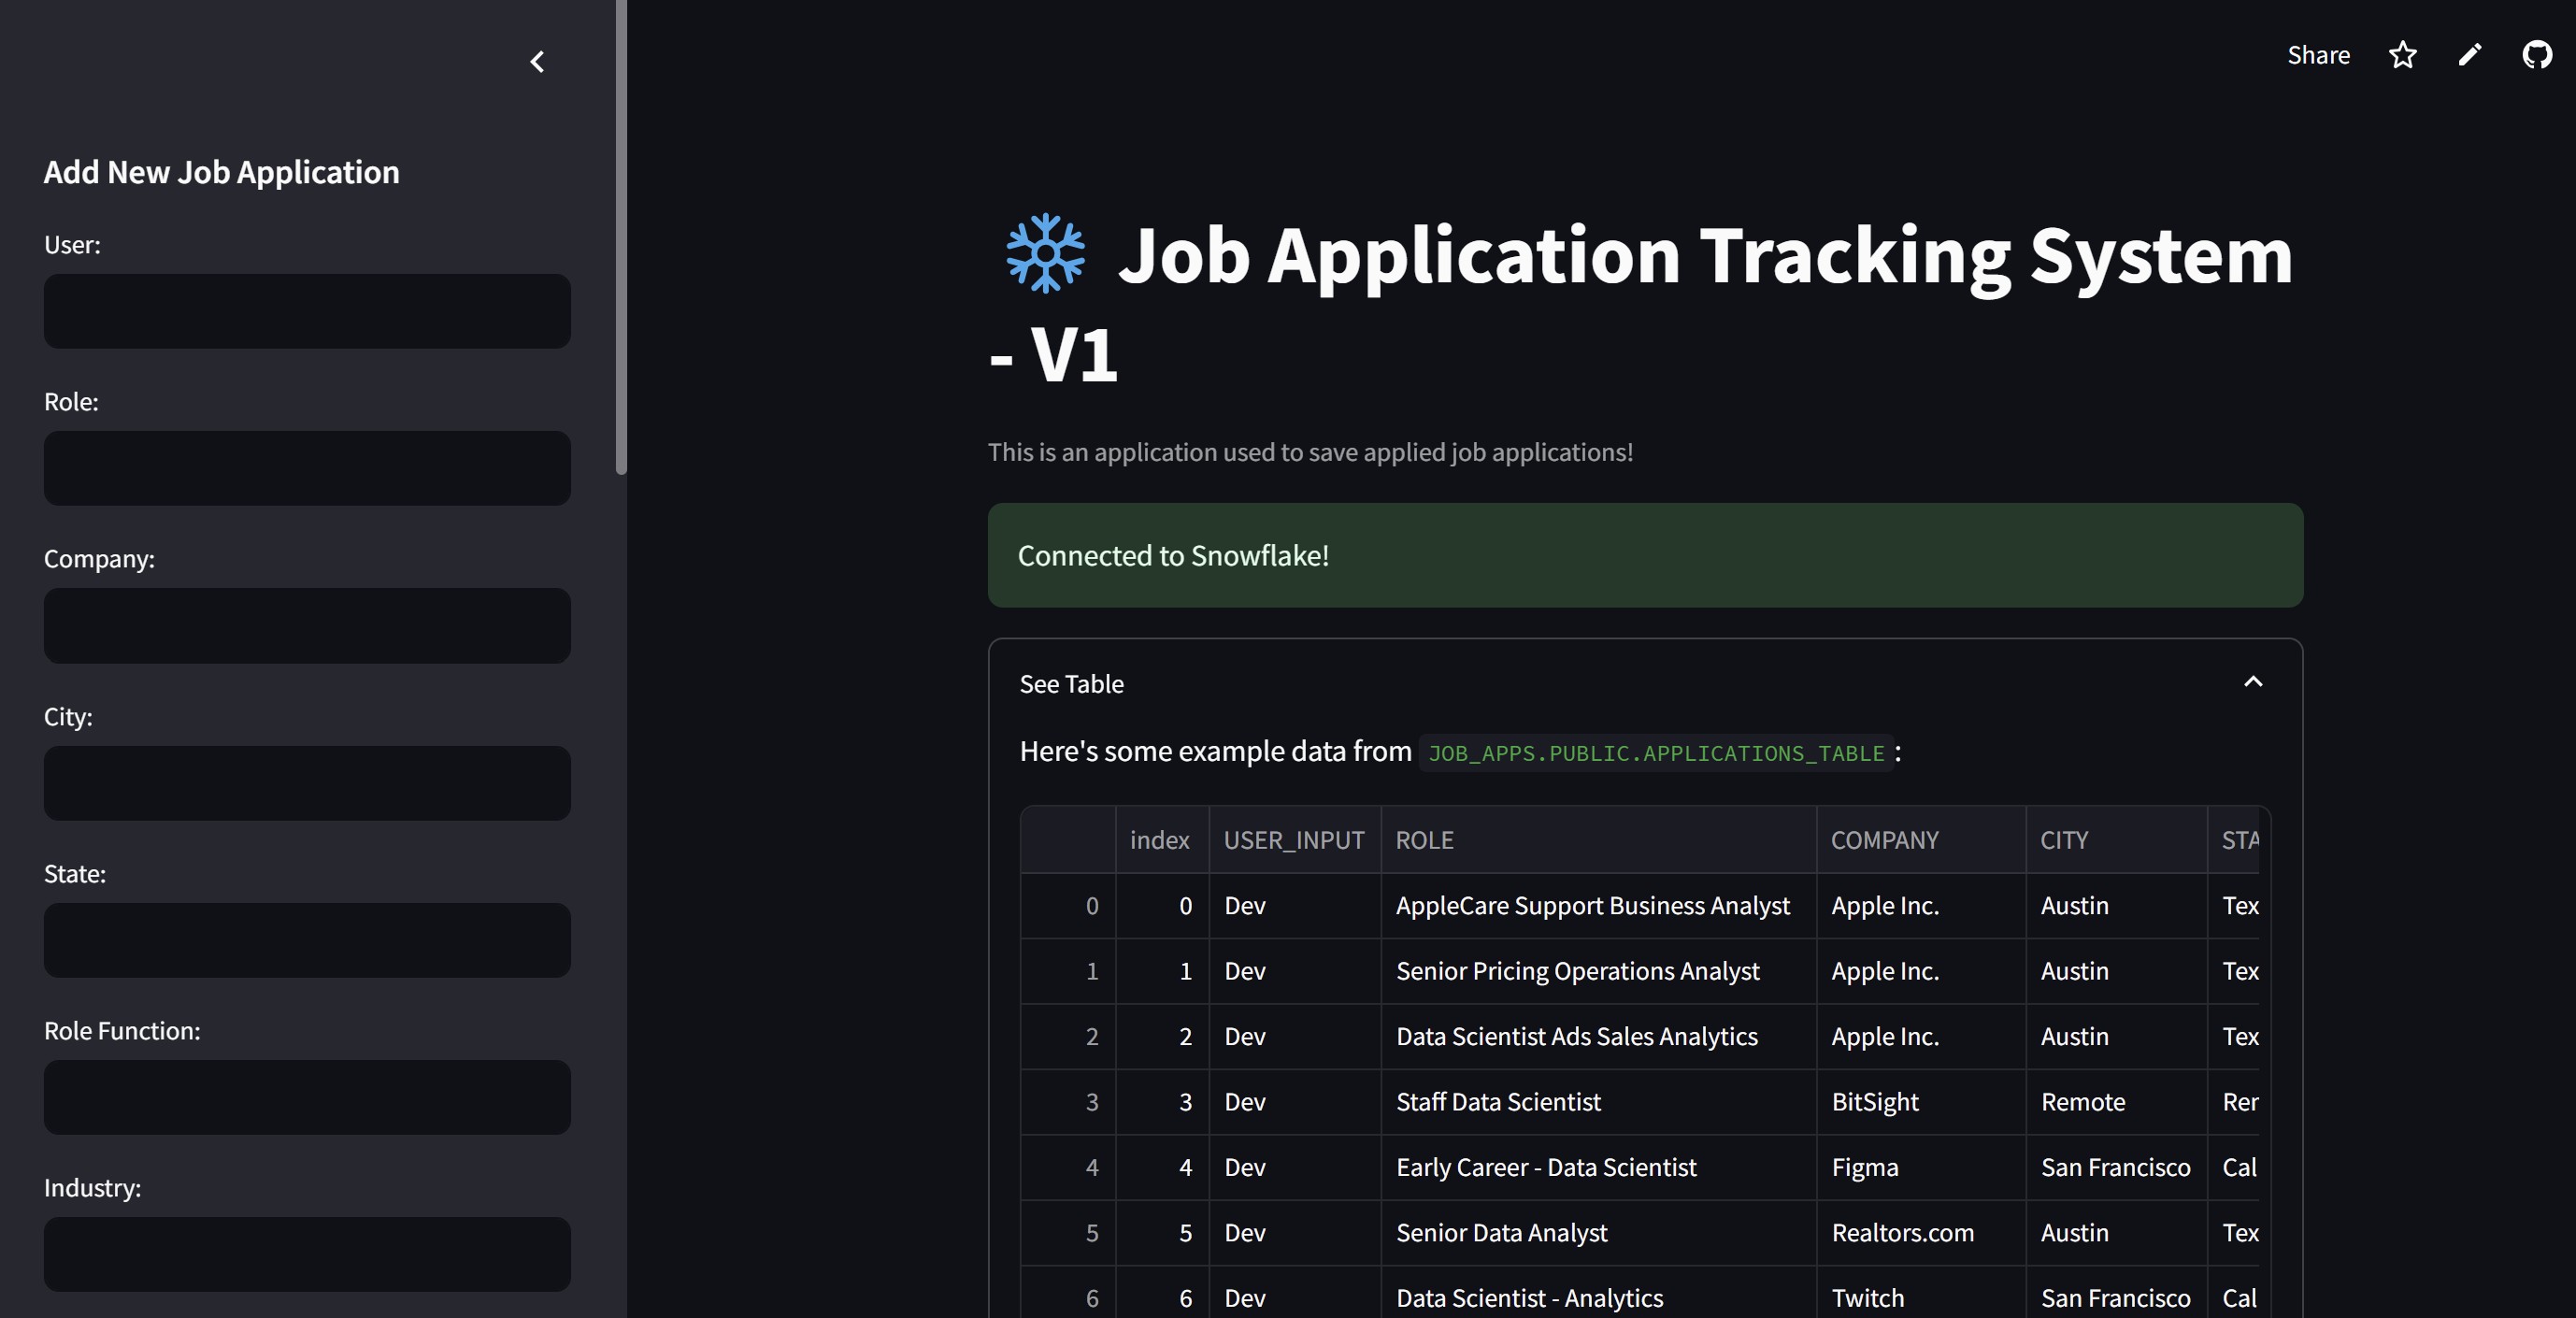 Share
Add New Job Application
User:
Role:
Company:
City:
State:
Role Function:
Industry:
Job Application Tracking System
- V1
This is an application used to save applied job applications!
Connected to Snowflake!
See Table
Here's some example data from JOB_APPS.PUBLIC.APPLICATIONS_TABLE:
index USER_INPUT ROLE COMPANY CITY STA
0 0 Dev AppleCare Support Business Analyst Apple Inc. Austin Tex
1 1 Dev Senior Pricing Operations Analyst Apple Inc. Austin Tex
2 2 Dev Data Scientist Ads Sales Analytics Apple Inc. Austin Tex
3 3 Dev Staff Data Scientist BitSight Remote Rer
4 4 Dev Early Career - Data Scientist Figma San Francisco Cal
5 5 Dev Senior Data Analyst Realtors.com Austin Tex
6 6 Dev Data Scientist - Analytics Twitch San Francisco Cal